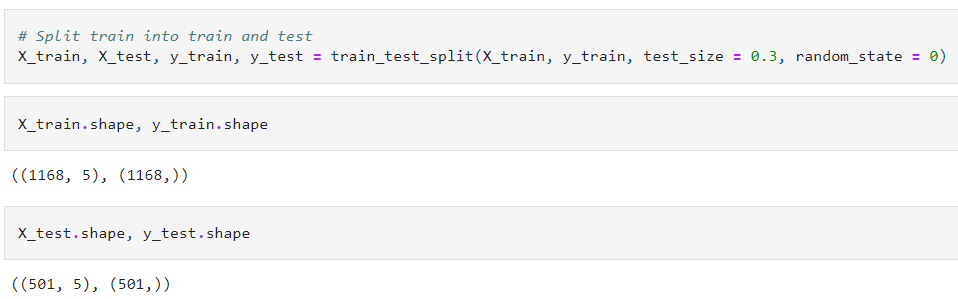 # Split train into train and test
X_train, X_test, y_train, y_test = train_test_split(X_train, y_train, test_size = 0.3, random_state = 0)
X_train.shape, y_train.shape
((1168, 5), (1168,))
X_test.shape, y_test.shape
((501, 5), (501,))